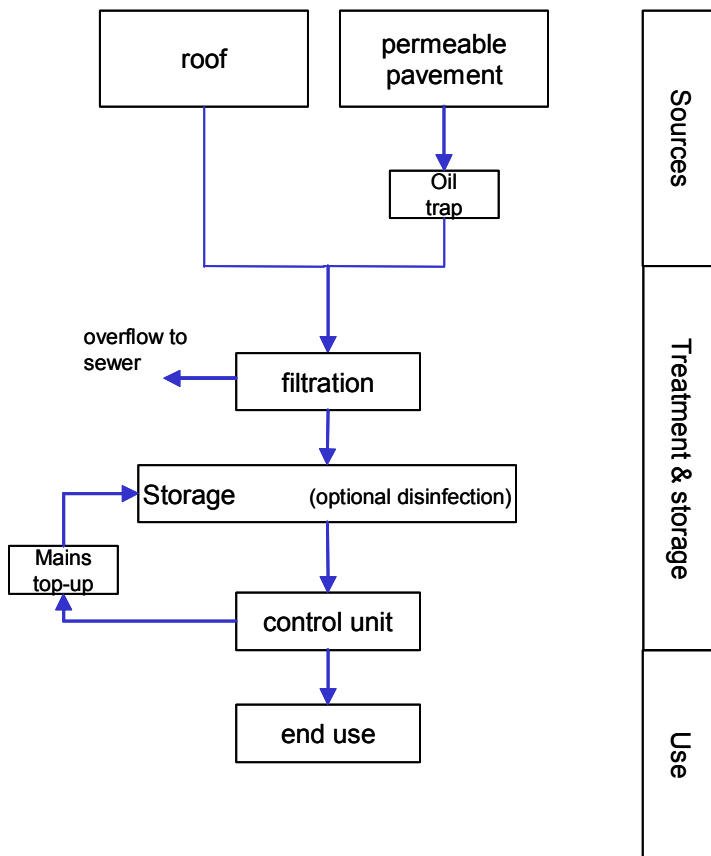 roof
permeable
pavement
Oil
trap
overflow to
sewer
filtration
Storage (optional disinfection)
Mains
top-up
control unit
end use
Sources
Treatment & storage
Use